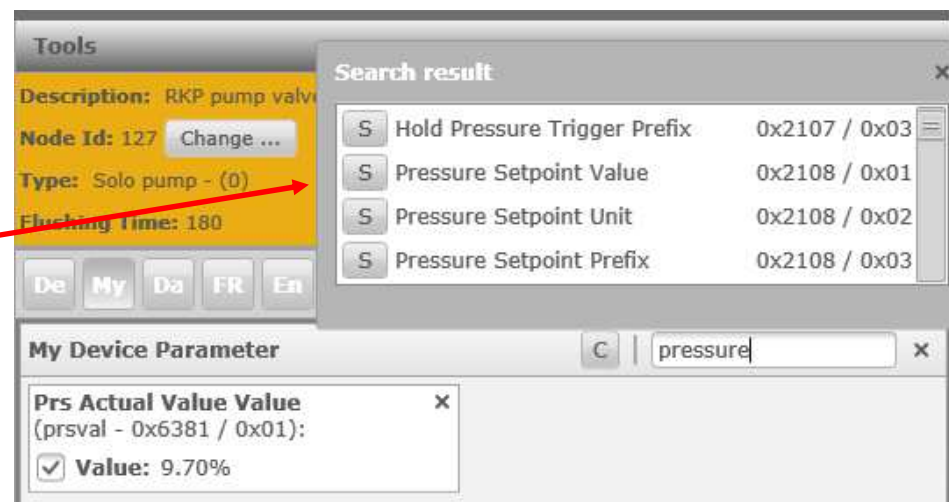 Tools
Description: RKP pump valv
Node Id: 127 Change ...
Type: Solo pump - (0)
Flushing Time: 180
De My Da FR En
Search result ×
S Hold Pressure Trigger Prefix 0x2107 / 0x03
S Pressure Setpoint Value 0x2108 / 0x01
S Pressure Setpoint Unit 0x2108 / 0x02
S Pressure Setpoint Prefix 0x2108 / 0x03
My Device Parameter C | pressure ×
Prs Actual Value Value ×
(prsval - 0x6381 / 0x01):
Value: 9.70%